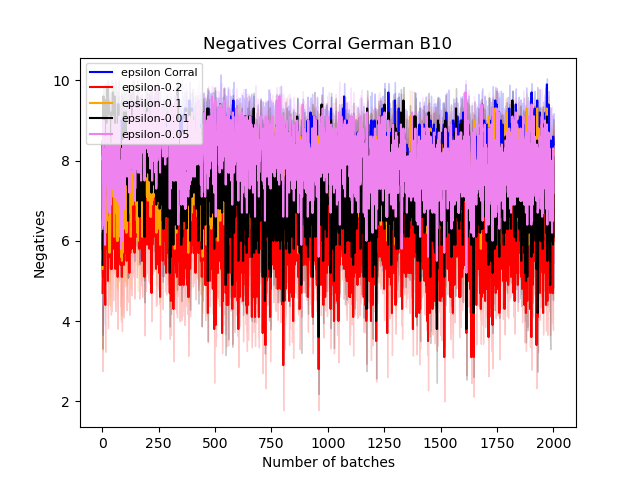 Negatives Corral German B10
epsilon Corral
epsilon-0.2
epsilon-0.1
epsilon-0.01
epsilon-0.05
Negatives
10
8
6
4
2
0 250 500 750 1000 1250 1500 1750 2000
Number of batches